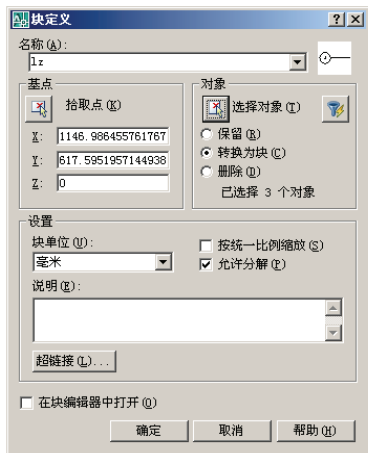 块定义
名称(A):
lz
基点
拾取点(K)
X: 1146.986455761767
Y: 617.5951957144938
Z: 0
对象
选择对象(T)
保留(R)
转换为块(C)
删除(D)
已选择 3 个对象
设置
块单位(U):
毫米
按统一比例缩放(S)
允许分解(P)
说明(E):
超链接(L)...
在块编辑器中打开(O)
确定 取消 帮助(H)